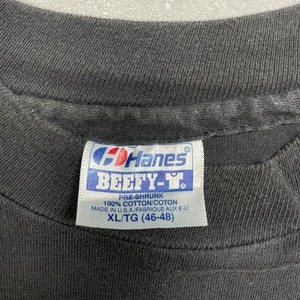 Hanes
BEEFY-T
PRE-SHRUNK
100% COTTON/COTON
MADE IN U.S.A./FABRIQUE AUX E-U
XL/TG (46-48)